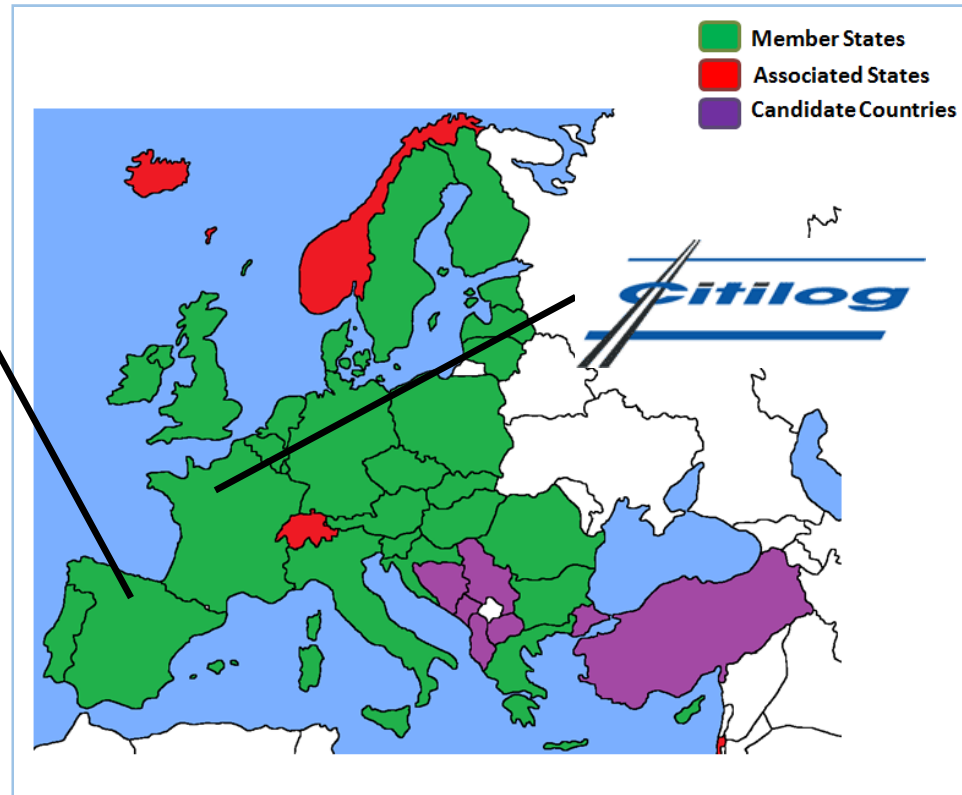 Member States
Associated States
Candidate Countries
Citilog